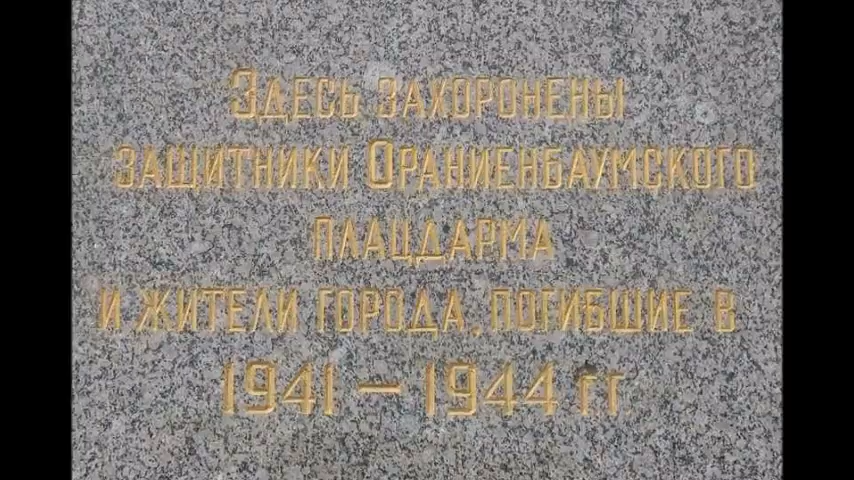 Здесь захоронены
защитники Ораниенбаумского
плацдарма
и жители города, погибшие в
1941 – 1944 гг